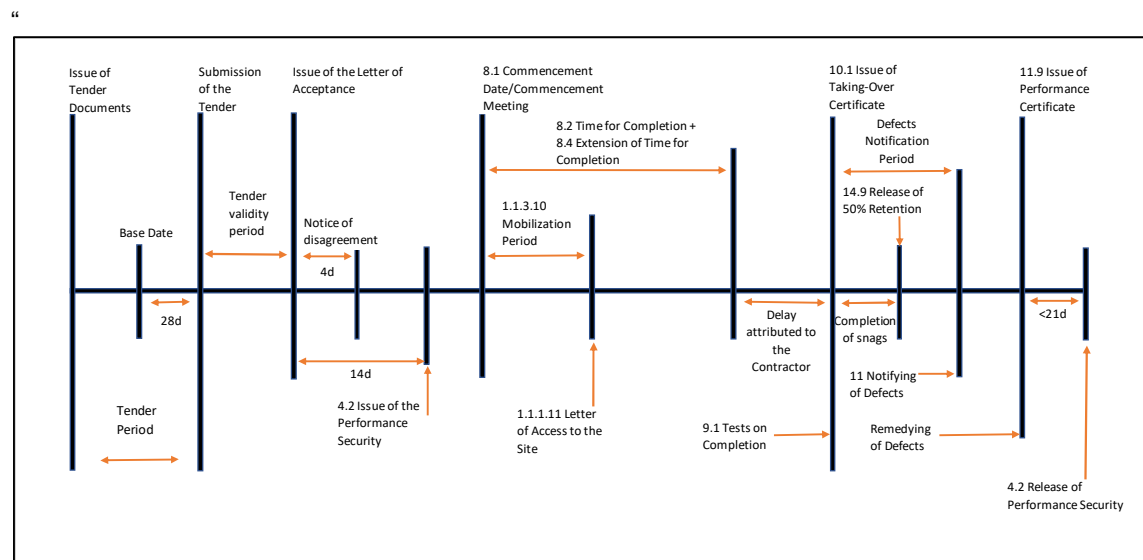 “
Issue of
Tender
Documents
Submission
of the
Tender
Issue of the Letter of
Acceptance
8.1 Commencement
Date/Commencement
Meeting
10.1 Issue of
Taking-Over
Certificate
11.9 Issue of
Performance
Certificate
8.2 Time for Completion +
8.4 Extension of Time for
Completion
Defects
Notification
Period
Tender
validity
period
1.1.3.10
Mobilization
Period
14.9 Release of
50% Retention
Base Date
Notice of
disagreement
4d
28d
<21d
Delay
attributed to
the
Contractor
Completion
of snags
14d
11 Notifying
of Defects
4.2 Issue of the
Performance
Security
1.1.1.11 Letter
of Access to the
Site
Tender
Period
9.1 Tests on
Completion
Remedying
of Defects
4.2 Release of
Performance Security